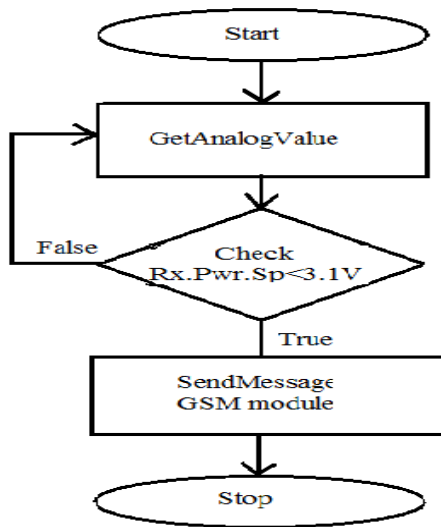 Start
GetAnalogValue
Check
Rx.Pwr.Sp<3.1V
False
True
SendMessage
GSM module
Stop